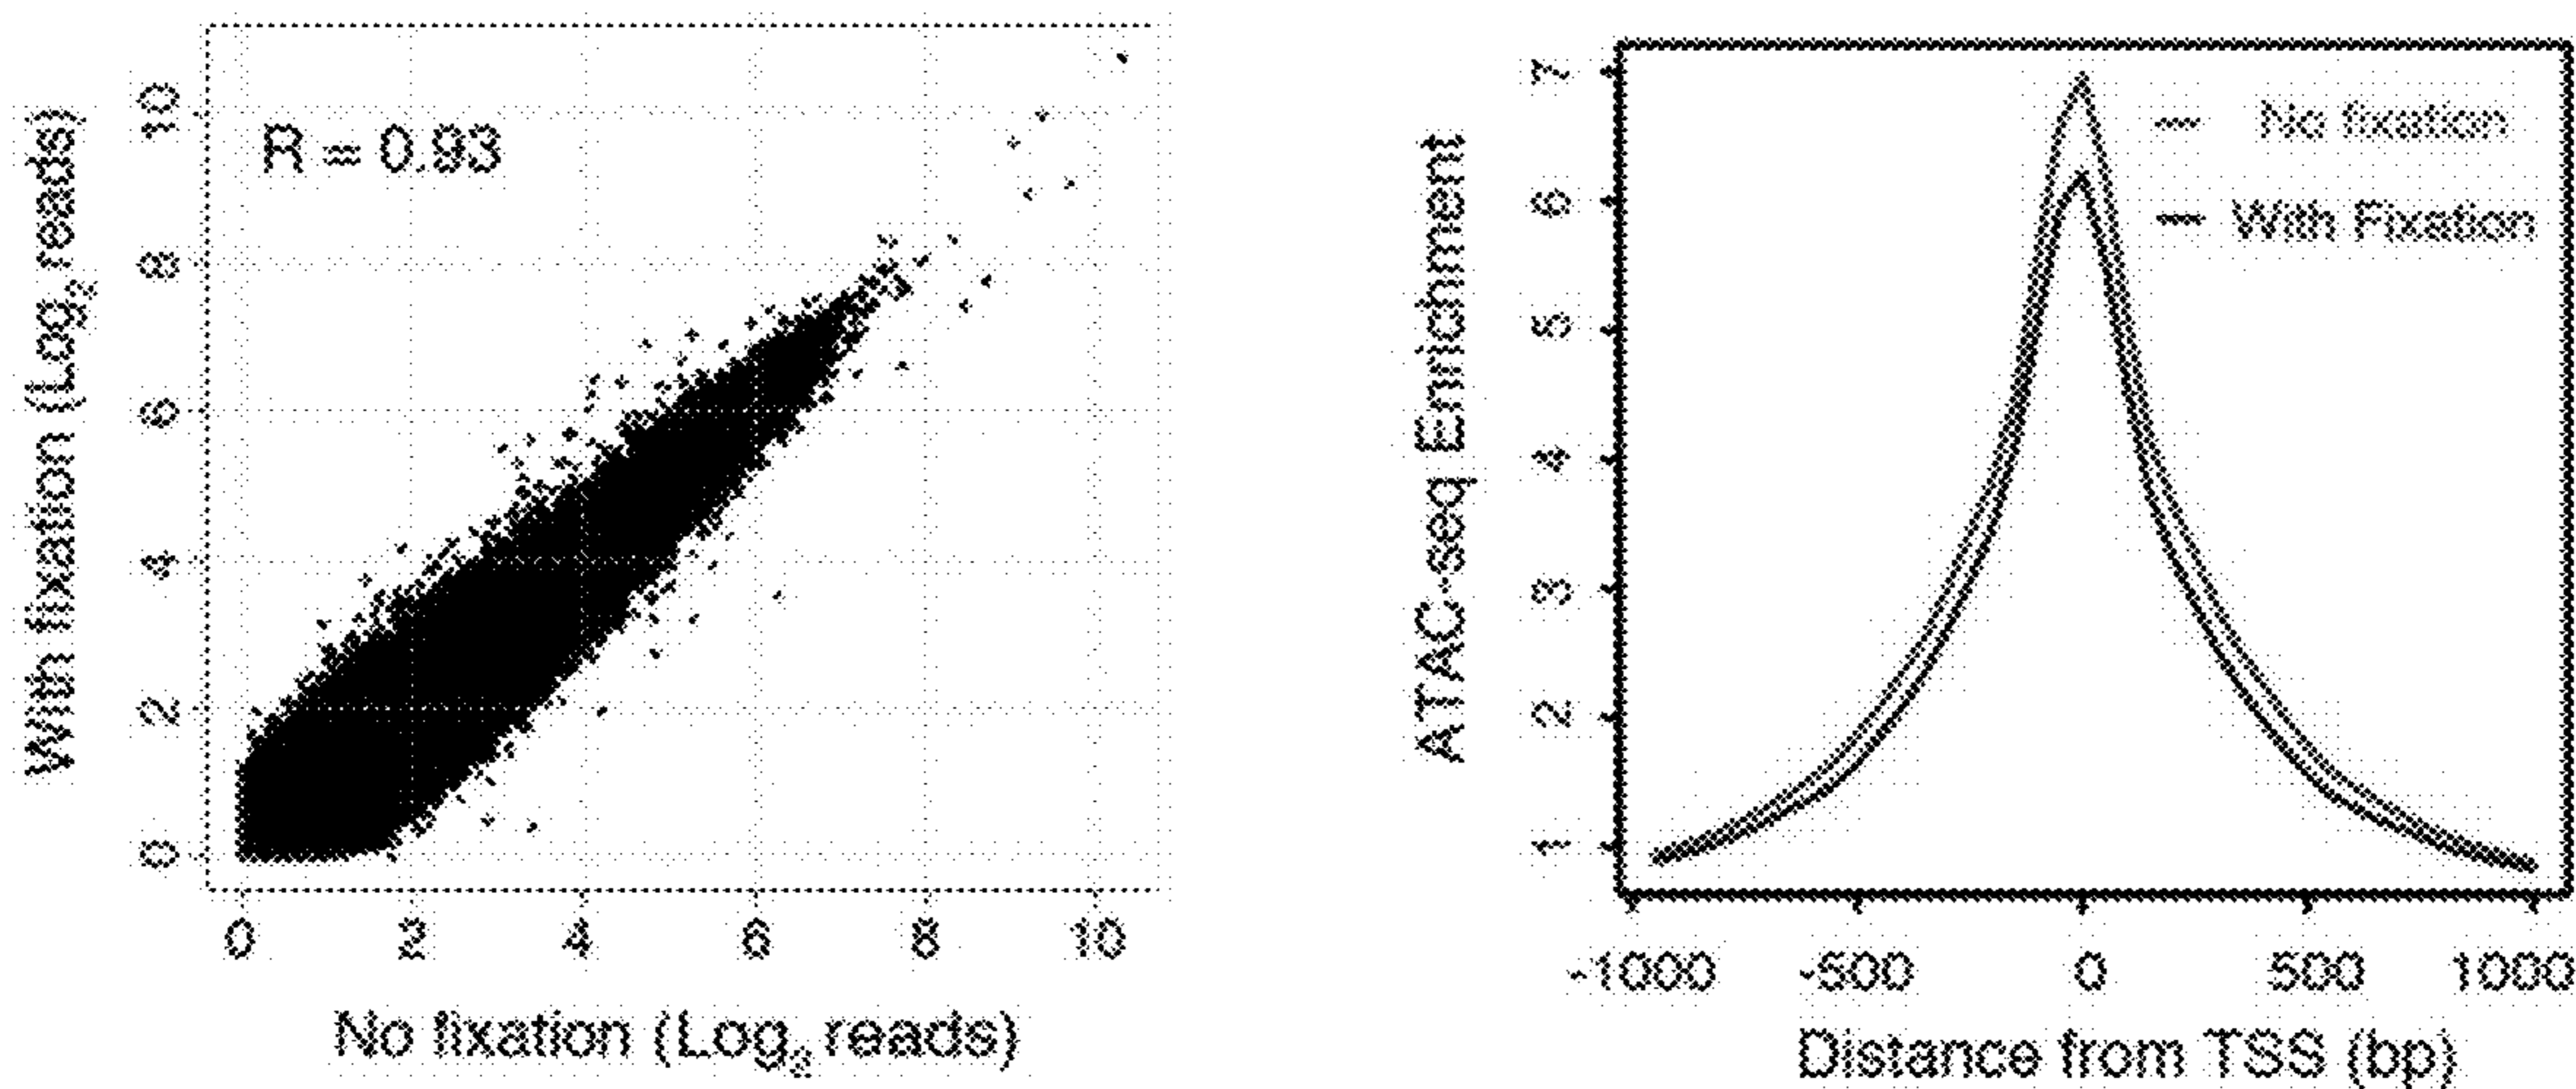 With fixation (Log2 reads)
10
8
6
4
2
0
R = 0.93
0 2 4 6 8 10
No fixation (Log2 reads)
ATAC-seq Enrichment
7
6
5
4
3
2
1
No fixation
With Fixation
-1000 -500 0 500 1000
Distance from TSS (bp)